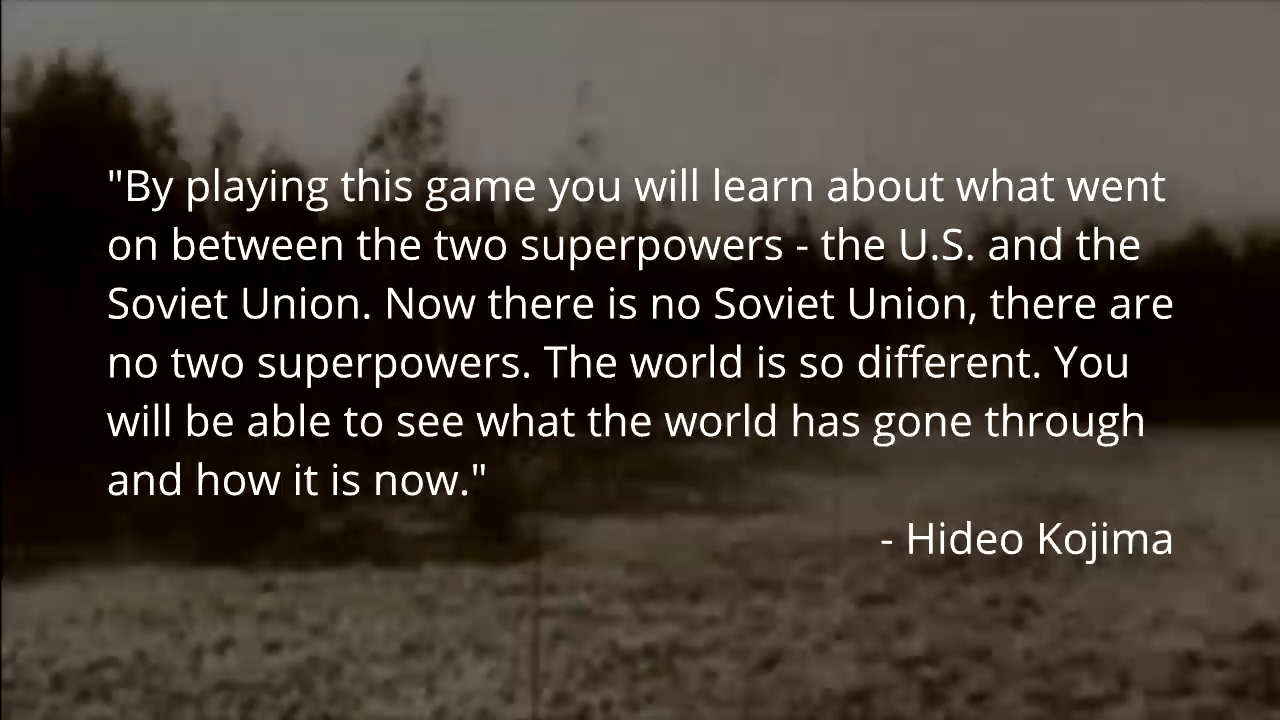 "By playing this game you will learn about what went
on between the two superpowers - the U.S. and the
Soviet Union. Now there is no Soviet Union, there are
no two superpowers. The world is so different. You
will be able to see what the world has gone through
and how it is now."
- Hideo Kojima